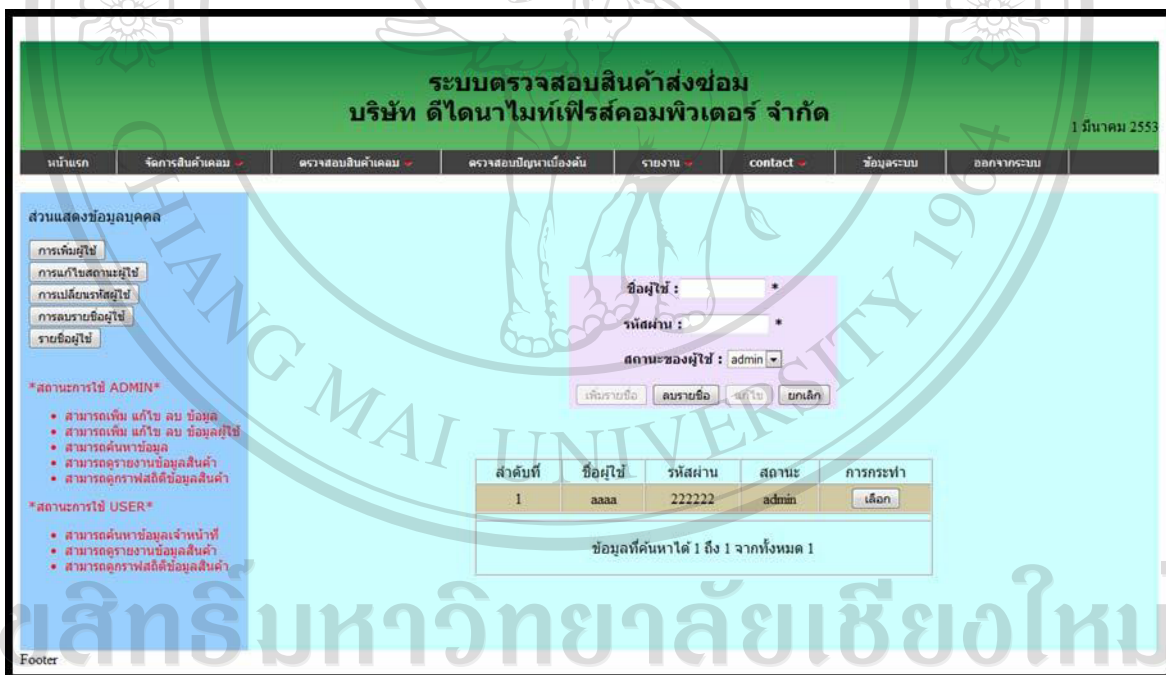 ระบบตรวจสอบสินค้าส่งซ่อม
บริษัท ดีไดนาไมท์เฟิรส์คอมพิวเตอร์ จำกัด
1 มีนาคม 2553
หน้าแรก จัดการสินค้าเคลม ตรวจสอบสินค้าเคลม ตรวจสอบปัญหาเบื้องต้น รายงาน contact ข้อมูลระบบ ออกจากระบบ
ส่วนแสดงข้อมูลบุคคล
การเพิ่มผู้ใช้
การแก้ไขสถานะผู้ใช้
การเปลี่ยนรหัสผู้ใช้
การลบรายชื่อผู้ใช้
รายชื่อผู้ใช้
*สถานะการใช้ ADMIN*
• สามารถเพิ่ม แก้ไข ลบ ข้อมูล
• สามารถเพิ่ม แก้ไข ลบ ข้อมูลผู้ใช้
• สามารถค้นหาข้อมูล
• สามารถดูรายงานข้อมูลสินค้า
• สามารถดูกราฟสถิติข้อมูลสินค้า
*สถานะการใช้ USER*
• สามารถค้นหาข้อมูลเจ้าหน้าที่
• สามารถดูรายงานข้อมูลสินค้า
• สามารถดูกราฟสถิติข้อมูลสินค้า
ชื่อผู้ใช้ : *
รหัสผ่าน : *
สถานะของผู้ใช้ : admin
เพิ่มรายชื่อ ลบรายชื่อ แก้ไข ยกเลิก
ลำดับที่ ชื่อผู้ใช้ รหัสผ่าน สถานะ การกระทำ
1 aaaa 222222 admin เลือก
ข้อมูลที่ค้นหาได้ 1 ถึง 1 จากทั้งหมด 1
Footer
CHIANG MAI UNIVERSITY 1964
ขสิทธิ์มหาวิทยาลัยเชียงใหม่